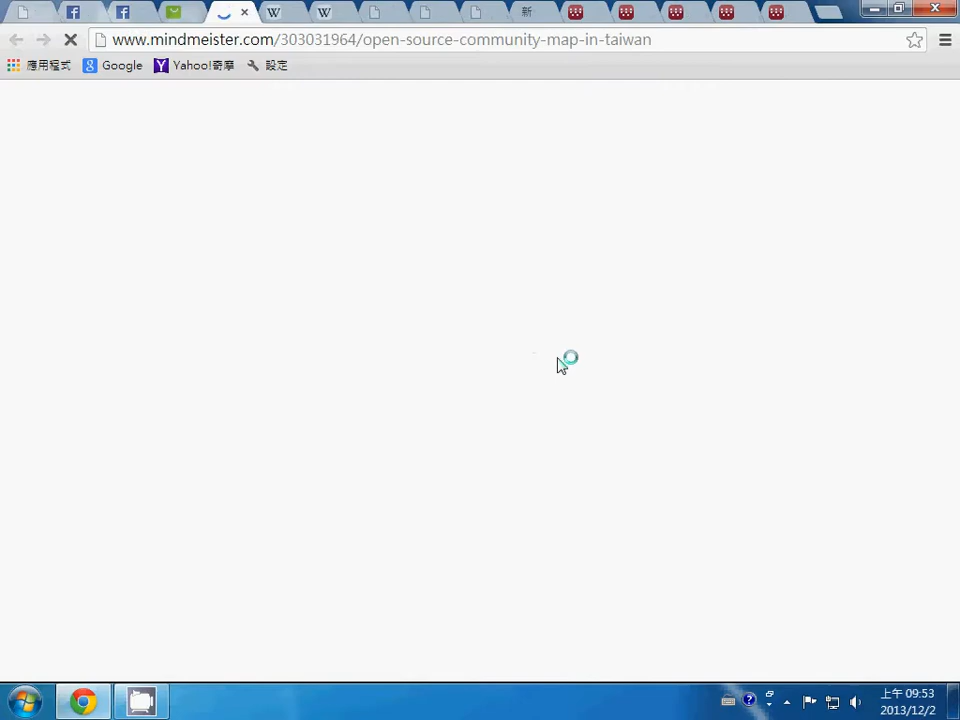 新
www.mindmeister.com/303031964/open-source-community-map-in-taiwan
應用程式 Google Yahoo!奇摩 設定
上午 09:53
2013/12/2